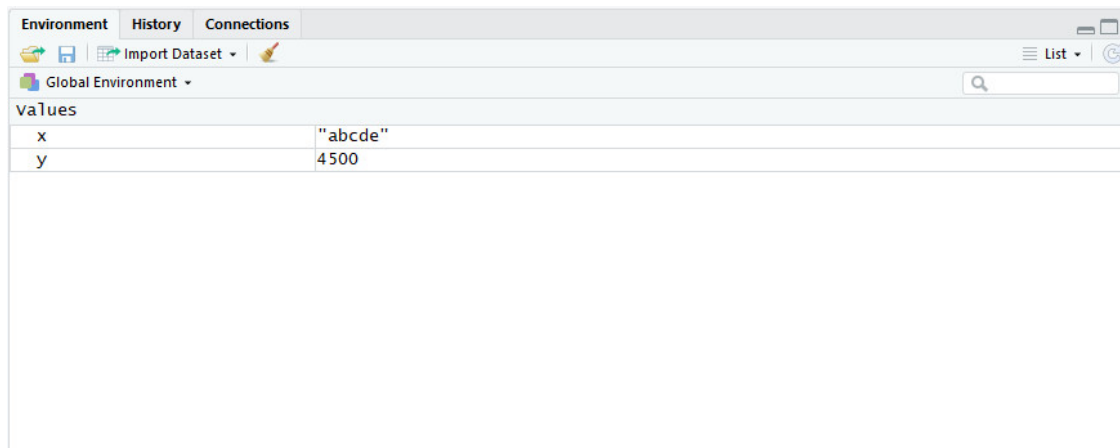 Environment History Connections
Import Dataset List
Global Environment
Values
x "abcde"
y 4500